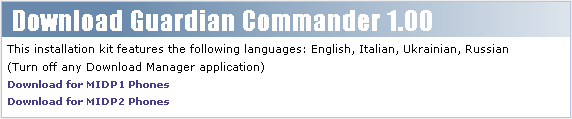 Download Guardian Commander 1.00
This installation kit features the following languages: English, Italian, Ukrainian, Russian
(Turn off any Download Manager application)
Download for MIDP1 Phones
Download for MIDP2 Phones